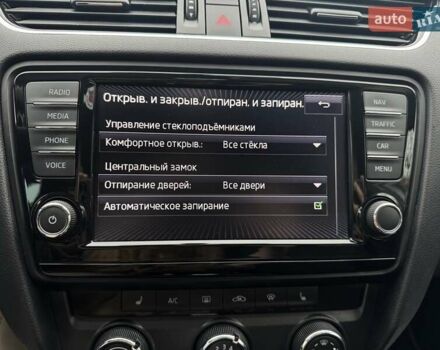 auto
RIA
RADIO
MEDIA
PHONE
VOICE
Открыв. и закрыв./отпиран. и запиран.
Управление стеклоподъёмниками
Комфортное открыв.: Все стёкла
Центральный замок
Отпирание дверей: Все двери
Автоматическое запирание
NAV
TRAFFIC
CAR
MENU
A/C